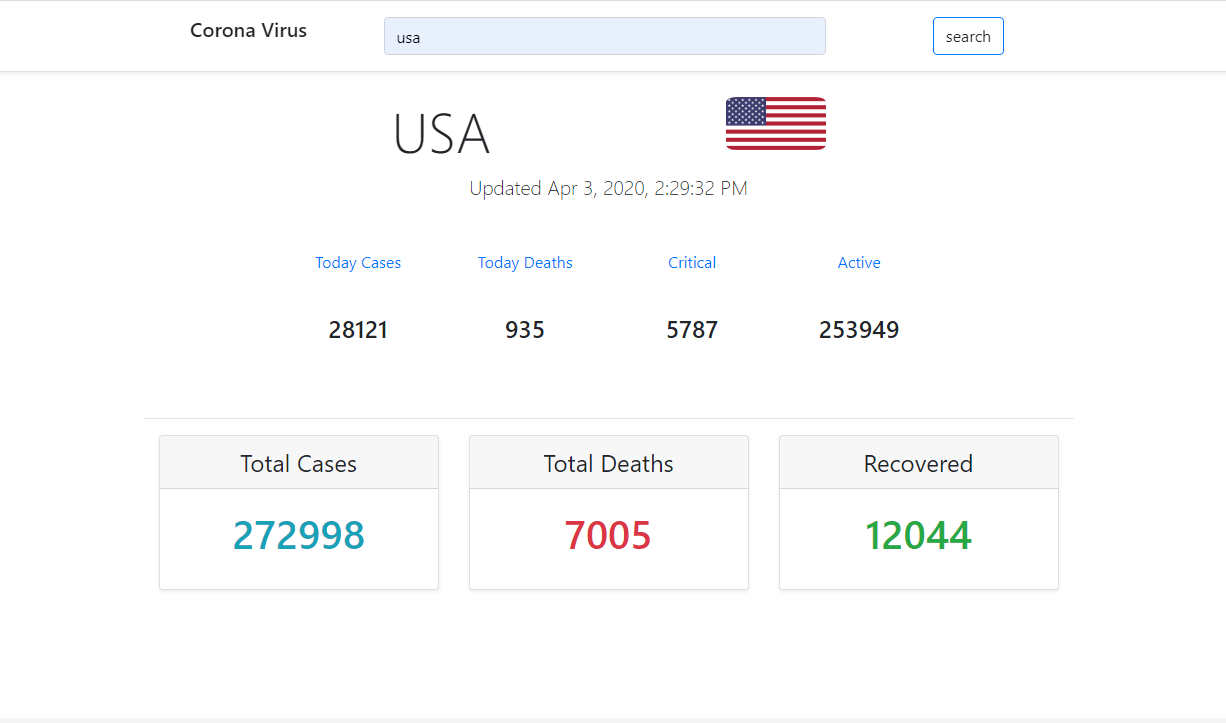 Corona Virus
usa
search
USA
Updated Apr 3, 2020, 2:29:32 PM
Today Cases Today Deaths Critical Active
28121 935 5787 253949
Total Cases Total Deaths Recovered
272998 7005 12044